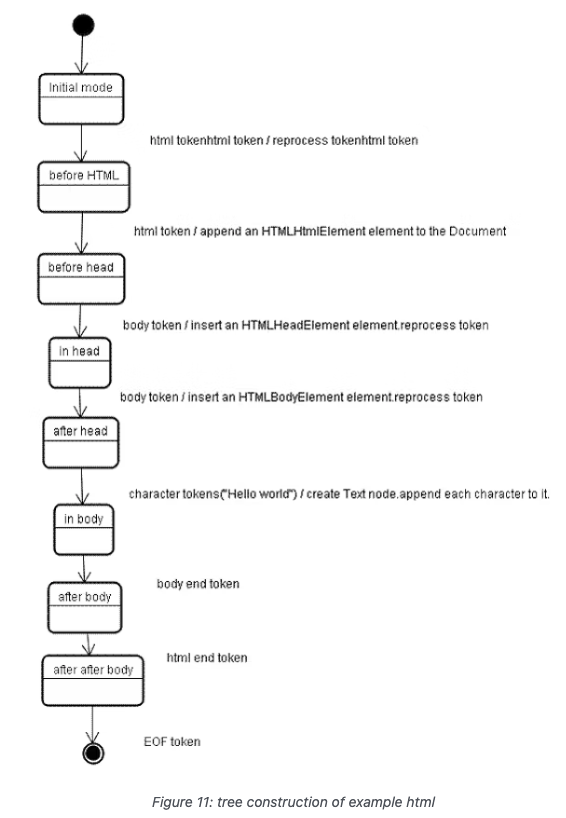 Initial mode
html tokenhtml token / reprocess tokenhtml token
before HTML
html token / append an HTMLHtmlElement element to the Document
before head
body token / insert an HTMLHeadElement element.reprocess token
in head
body token / insert an HTMLBodyElement element.reprocess token
after head
character tokens("Hello world") / create Text node.append each character to it.
in body
body end token
after body
html end token
after after body
EOF token
Figure 11: tree construction of example html